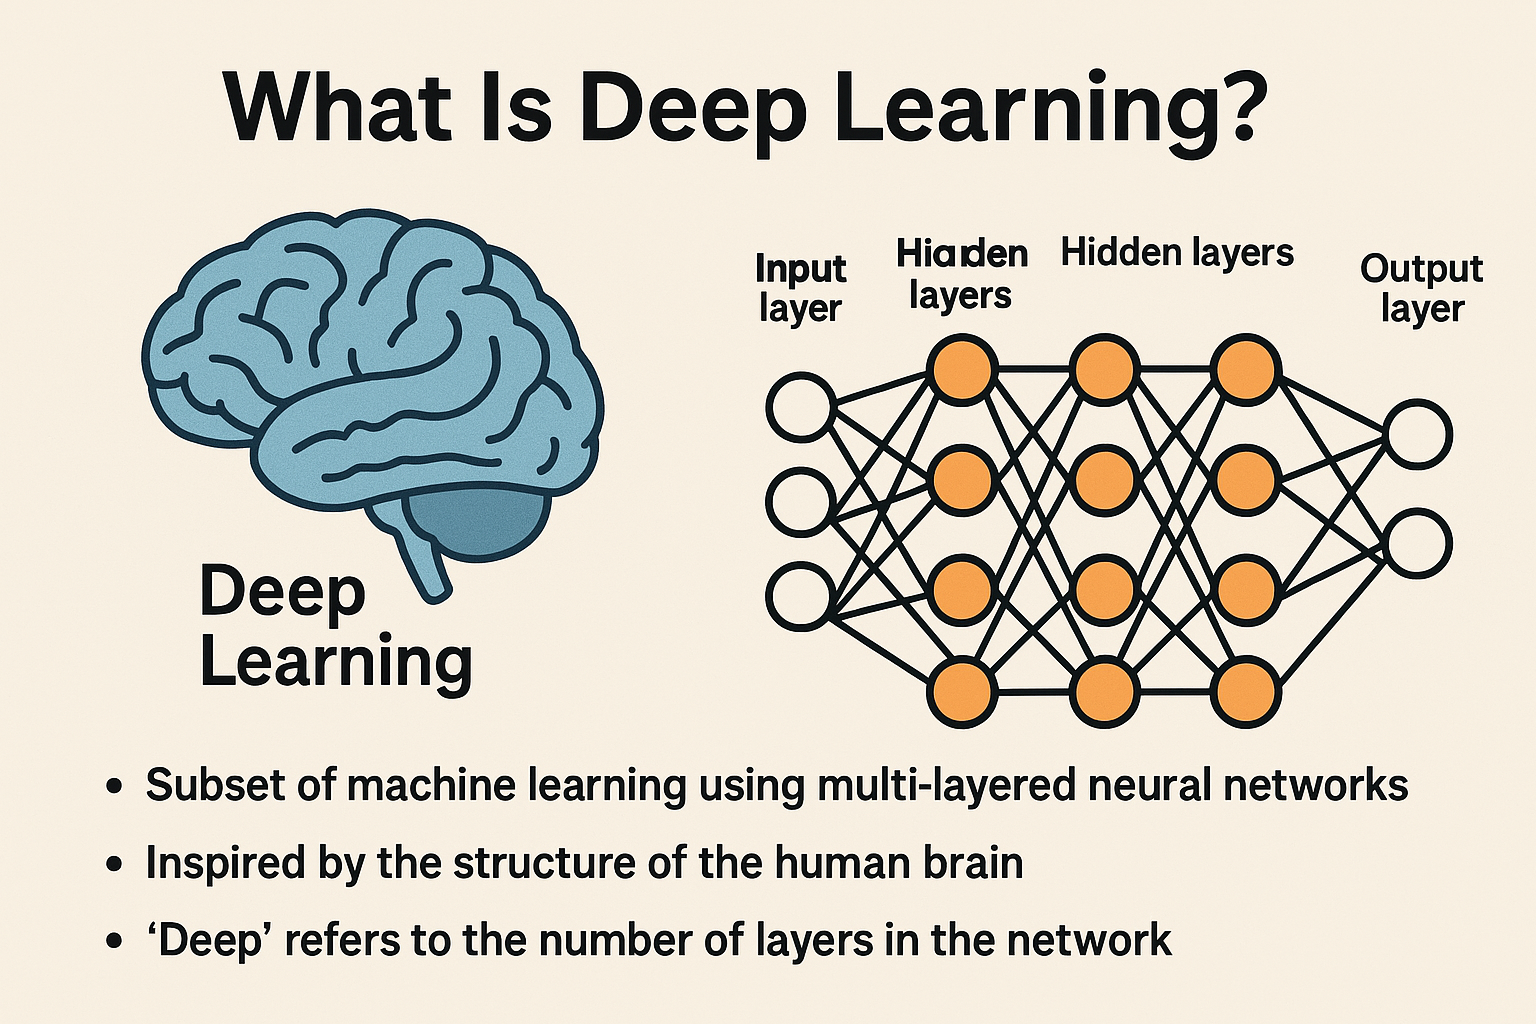 What Is Deep Learning?
Input
layer
layers
Hidden layers
Output
layer
Deep
Learning
• Subset of machine learning using multi-layered neural networks
• Inspired by the structure of the human brain
• ‘Deep’ refers to the number of layers in the network